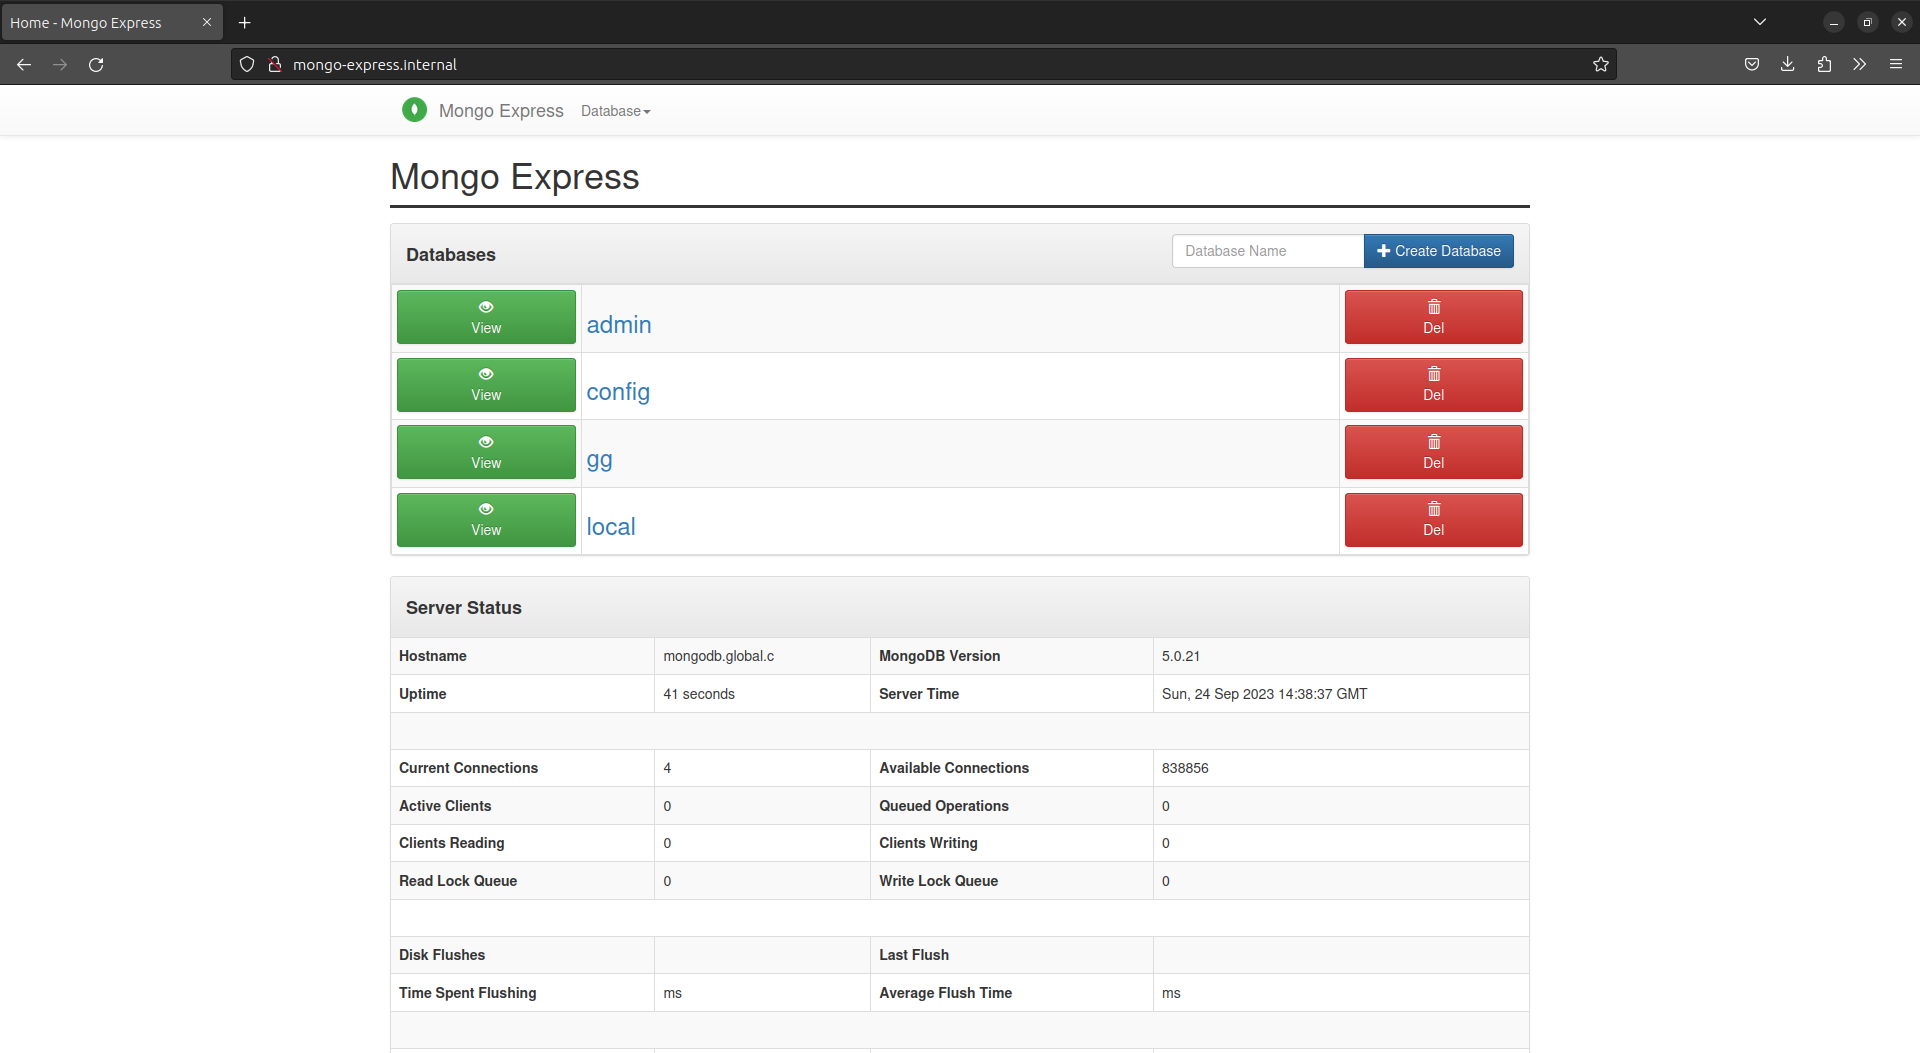 Home - Mongo Express
mongo-express.internal
Mongo Express Database
Mongo Express
Databases
Database Name Create Database
View admin Del
View config Del
View gg Del
View local Del
Server Status
Hostname mongodb.global.c MongoDB Version 5.0.21
Uptime 41 seconds Server Time Sun, 24 Sep 2023 14:38:37 GMT
Current Connections 4 Available Connections 838856
Active Clients 0 Queued Operations 0
Clients Reading 0 Clients Writing 0
Read Lock Queue 0 Write Lock Queue 0
Disk Flushes Last Flush
Time Spent Flushing ms Average Flush Time ms